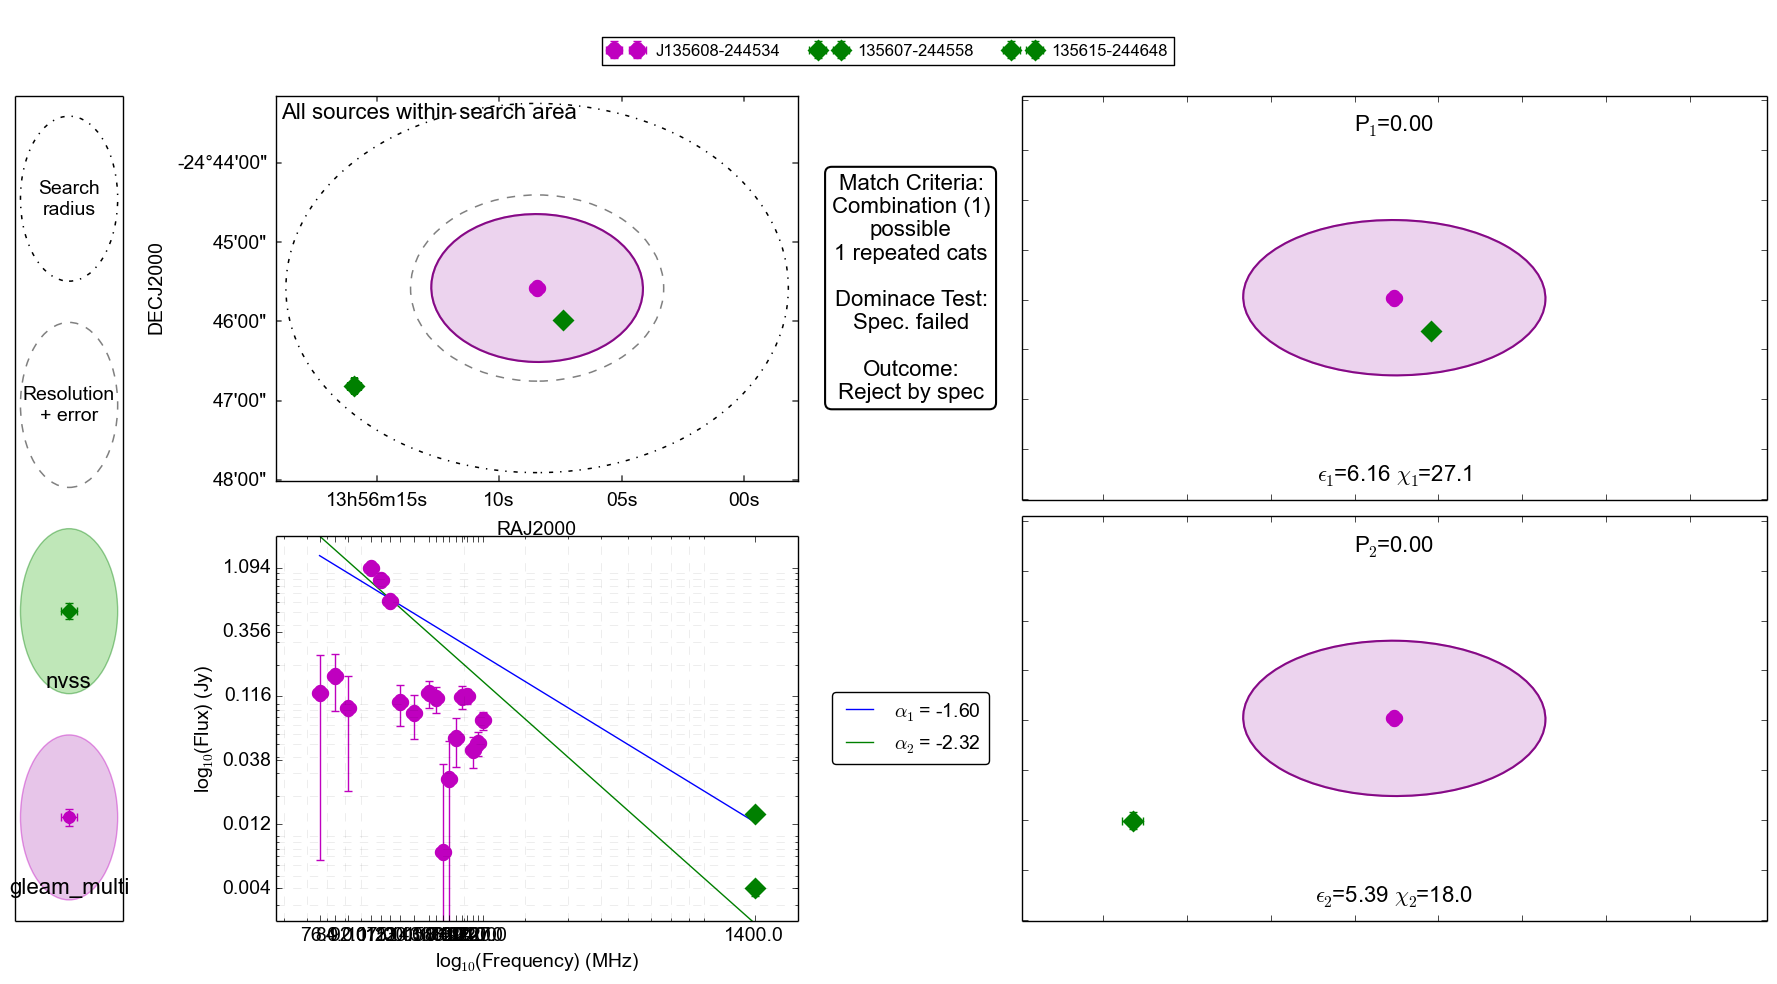 J135608-244534
135607-244558
135615-244648
Search
radius
Resolution
+ error
nvss
gleam_multi
All sources within search area
DECJ2000
-24°44'00"
45'00"
46'00"
47'00"
48'00"
13h56m15s
10s
05s
00s
RAJ2000
Match Criteria:
Combination (1)
possible
1 repeated cats
Dominace Test:
Spec. failed
Outcome:
Reject by spec
P1=0.00
ϵ1=6.16 χ1=27.1
P2=0.00
ϵ2=5.39 χ2=18.0
log10(Flux) (Jy)
1.094
0.356
0.116
0.038
0.012
0.004
1400.0
log10(Frequency) (MHz)
α1 = -1.60
α2 = -2.32